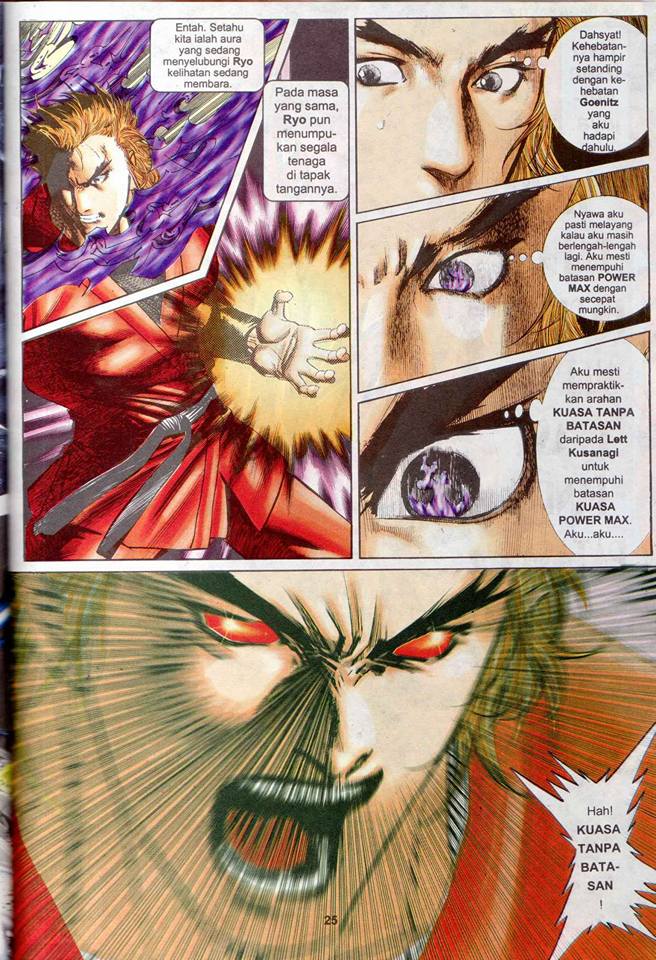 Entah. Setahu
kita ialah aura
yang sedang
menyelubungi Ryo
kelihatan sedang
membara.
Pada masa
yang sama,
Ryo pun
menumpu-
kan segala
tenaga
di tapak
tangannya.
Dahsyat!
Kehebatan-
nya hampir
setanding
dengan ke-
hebatan
Goenitz
yang
aku
hadapi
dahulu.
Nyawa aku
pasti melayang
kalau aku masih
berlengah-lengah
lagi. Aku mesti
menempuhi
batasan POWER
MAX dengan
secepat
mungkin.
Aku mesti
mempraktik-
kan arahan
KUASA TANPA
BATASAN
daripada Lett
Kusanagi
untuk
menempuhi
batasan
KUASA
POWER MAX.
Aku...aku....
Hah!
KUASA
TANPA
BATA-
SAN
!
25